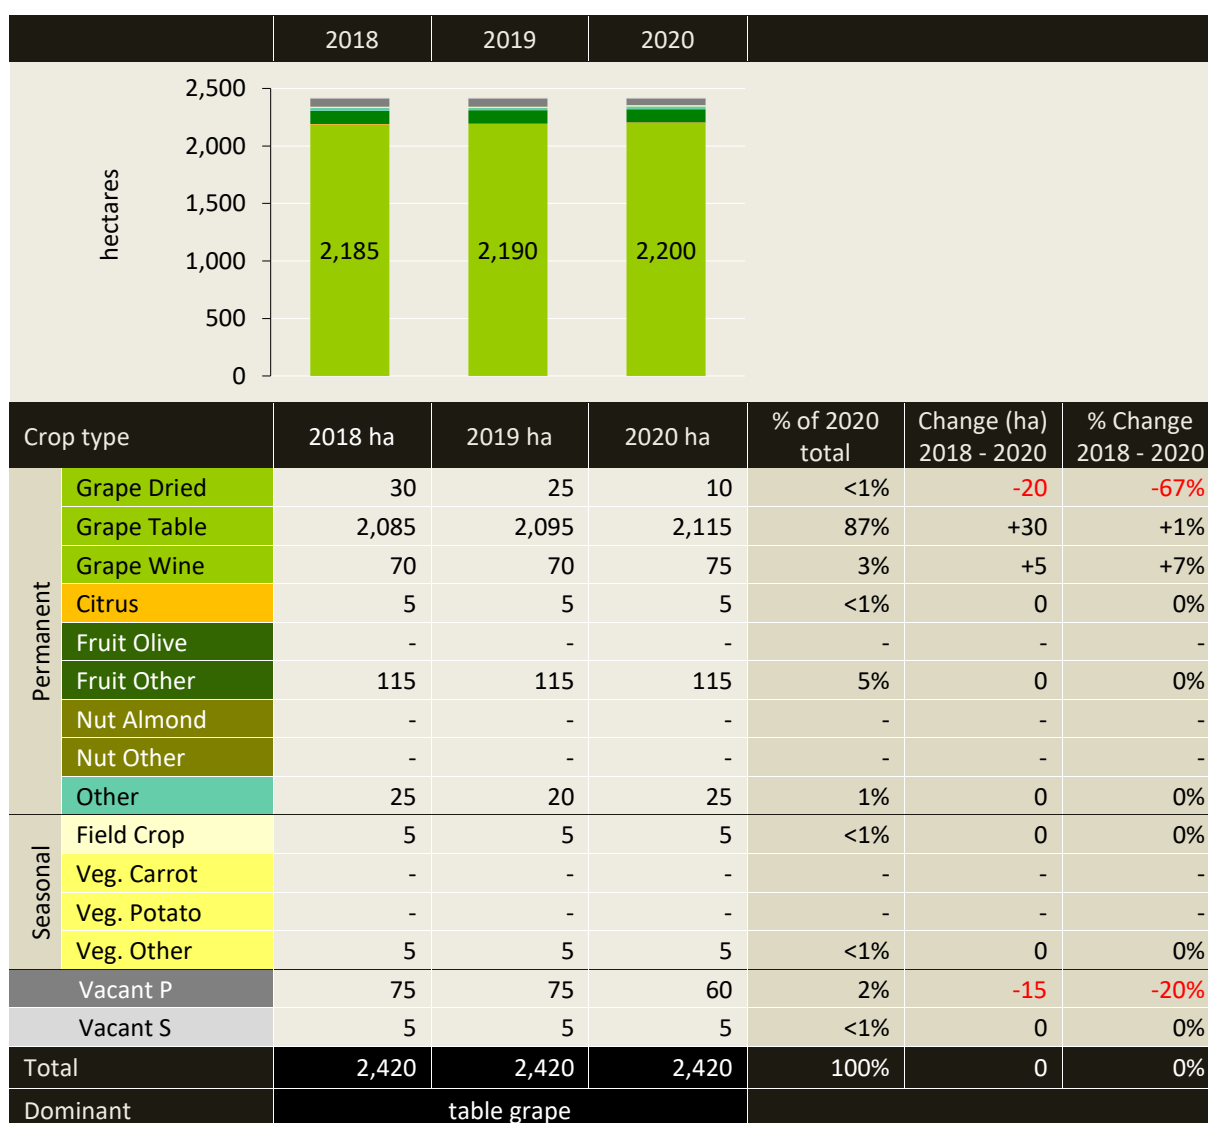 2018 2019 2020
2,500
2,000
1,500
1,000
500
0
hectares
2,185 2,190 2,200
Crop type 2018 ha 2019 ha 2020 ha % of 2020 total Change (ha) 2018 - 2020 % Change 2018 - 2020
Permanent
Grape Dried 30 25 10 <1% -20 -67%
Grape Table 2,085 2,095 2,115 87% +30 +1%
Grape Wine 70 70 75 3% +5 +7%
Citrus 5 5 5 <1% 0 0%
Fruit Olive - - - - - -
Fruit Other 115 115 115 5% 0 0%
Nut Almond - - - - - -
Nut Other - - - - - -
Other 25 20 25 1% 0 0%
Seasonal
Field Crop 5 5 5 <1% 0 0%
Veg. Carrot - - - - - -
Veg. Potato - - - - - -
Veg. Other 5 5 5 <1% 0 0%
Vacant P 75 75 60 2% -15 -20%
Vacant S 5 5 5 <1% 0 0%
Total 2,420 2,420 2,420 100% 0 0%
Dominant table grape